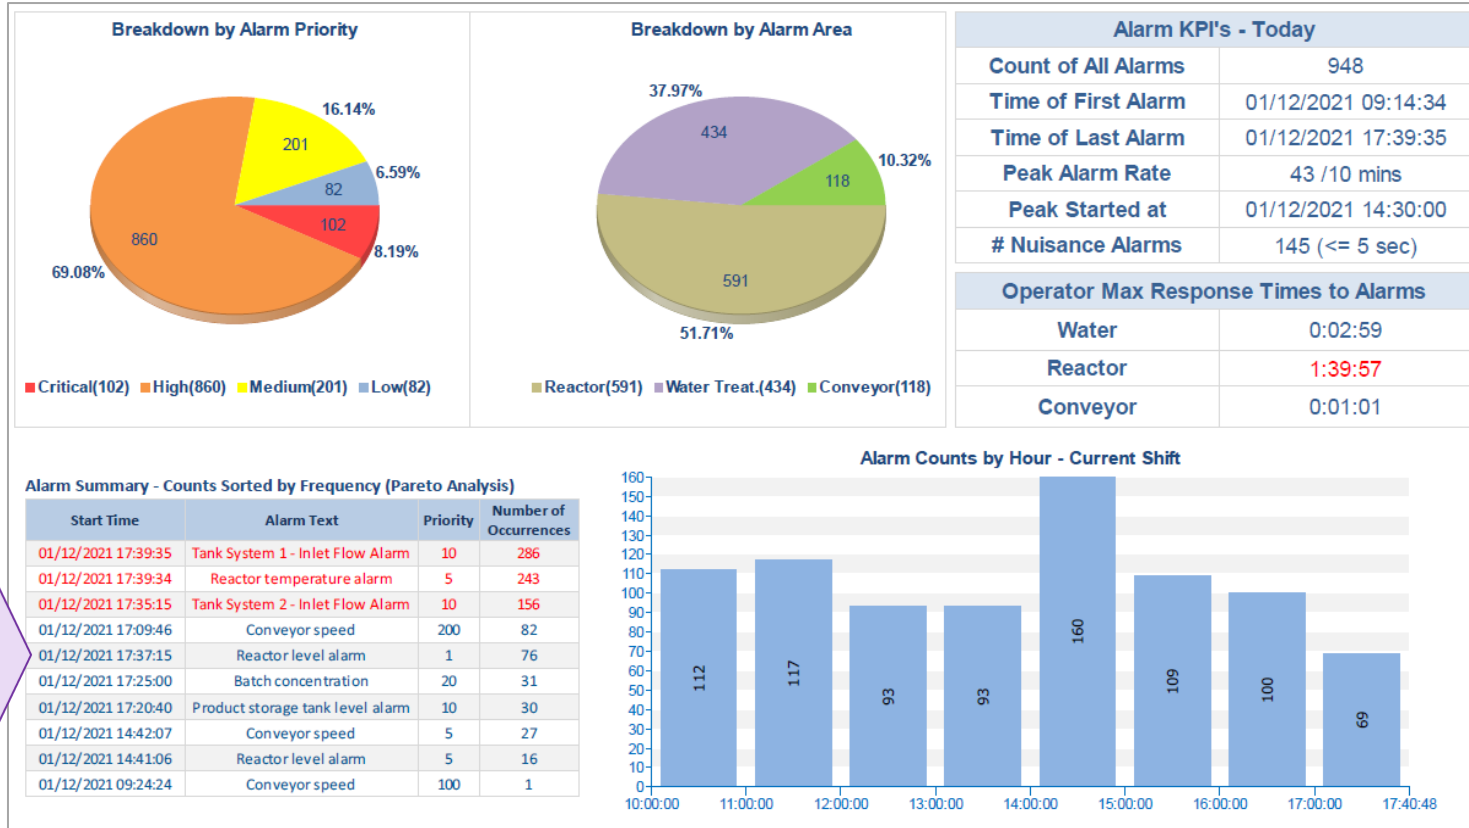 Breakdown by Alarm Priority
16.14%
201
6.59%
82
102
8.19%
860
69.08%
Critical(102) High(860) Medium(201) Low(82)
Breakdown by Alarm Area
37.97%
434
10.32%
118
591
51.71%
Reactor(591) Water Treat.(434) Conveyor(118)
Alarm KPI's - Today
Count of All Alarms 948
Time of First Alarm 01/12/2021 09:14:34
Time of Last Alarm 01/12/2021 17:39:35
Peak Alarm Rate 43 /10 mins
Peak Started at 01/12/2021 14:30:00
# Nuisance Alarms 145 (<= 5 sec)
Operator Max Response Times to Alarms
Water 0:02:59
Reactor 1:39:57
Conveyor 0:01:01
Alarm Summary - Counts Sorted by Frequency (Pareto Analysis)
Start Time Alarm Text Priority Number of
Occurrences
01/12/2021 17:39:35 Tank System 1 - Inlet Flow Alarm 10 286
01/12/2021 17:39:34 Reactor temperature alarm 5 243
01/12/2021 17:35:15 Tank System 2 - Inlet Flow Alarm 10 156
01/12/2021 17:09:46 Conveyor speed 200 82
01/12/2021 17:37:15 Reactor level alarm 1 76
01/12/2021 17:25:00 Batch concentration 20 31
01/12/2021 17:20:40 Product storage tank level alarm 10 30
01/12/2021 14:42:07 Conveyor speed 5 27
01/12/2021 14:41:06 Reactor level alarm 5 16
01/12/2021 09:24:24 Conveyor speed 100 1
Alarm Counts by Hour - Current Shift
160
150
140
130
120
110
100
90
80
70
60
50
40
30
20
10
0
112 117 93 93 160 109 100 69
10:00:00 11:00:00 12:00:00 13:00:00 14:00:00 15:00:00 16:00:00 17:00:00 17:40:48